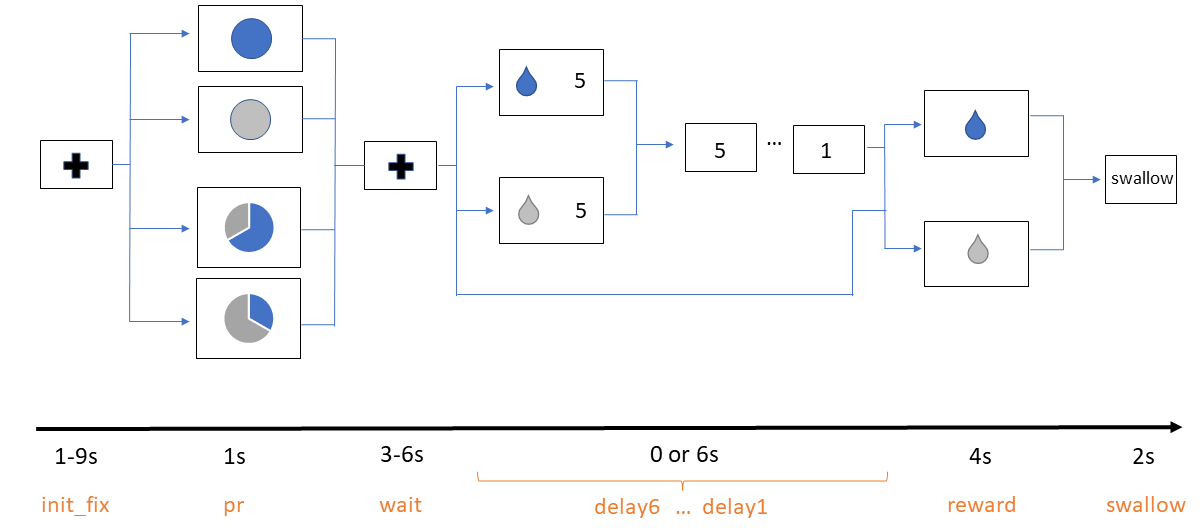 5
5
5
...
1
swallow
1-9s
1s
3-6s
0 or 6s
4s
2s
init_fix
pr
wait
delay6 ... delay1
reward
swallow